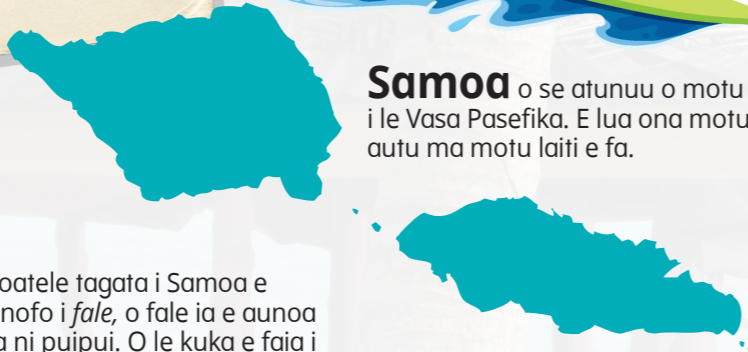 Samoa o se atunuu o motu
i le Vasa Pasefika. E lua ona motu
autu ma motu laiti e fa.
oatele tagata i Samoa e
nofo i fale, o fale ia e aunoa
a ni puipui. O le kuka e faia i